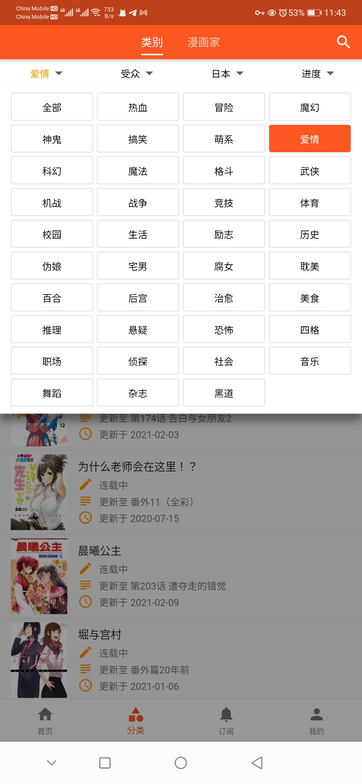 China Mobile HD
China Mobile HD
733
B/s
53%
11:43
类别 漫画家
爱情 受众 日本 进度
全部 热血 冒险 魔幻
神鬼 搞笑 萌系 爱情
科幻 魔法 格斗 武侠
机战 战争 竞技 体育
校园 生活 励志 历史
伪娘 宅男 腐女 耽美
百合 后宫 治愈 美食
推理 悬疑 恐怖 四格
职场 侦探 社会 音乐
舞蹈 杂志 黑道
更新至 第174话 告白与女朋友2
更新于 2021-02-03
为什么老师会在这里！？
连载中
更新至 番外11（全彩）
更新于 2020-07-15
晨曦公主
晨曦公主
连载中
更新至 第203话 遭夺走的错觉
更新于 2021-02-09
堀与宫村
连载中
更新至 番外篇20年前
更新于 2021-01-06
首页 分类 订阅 我的